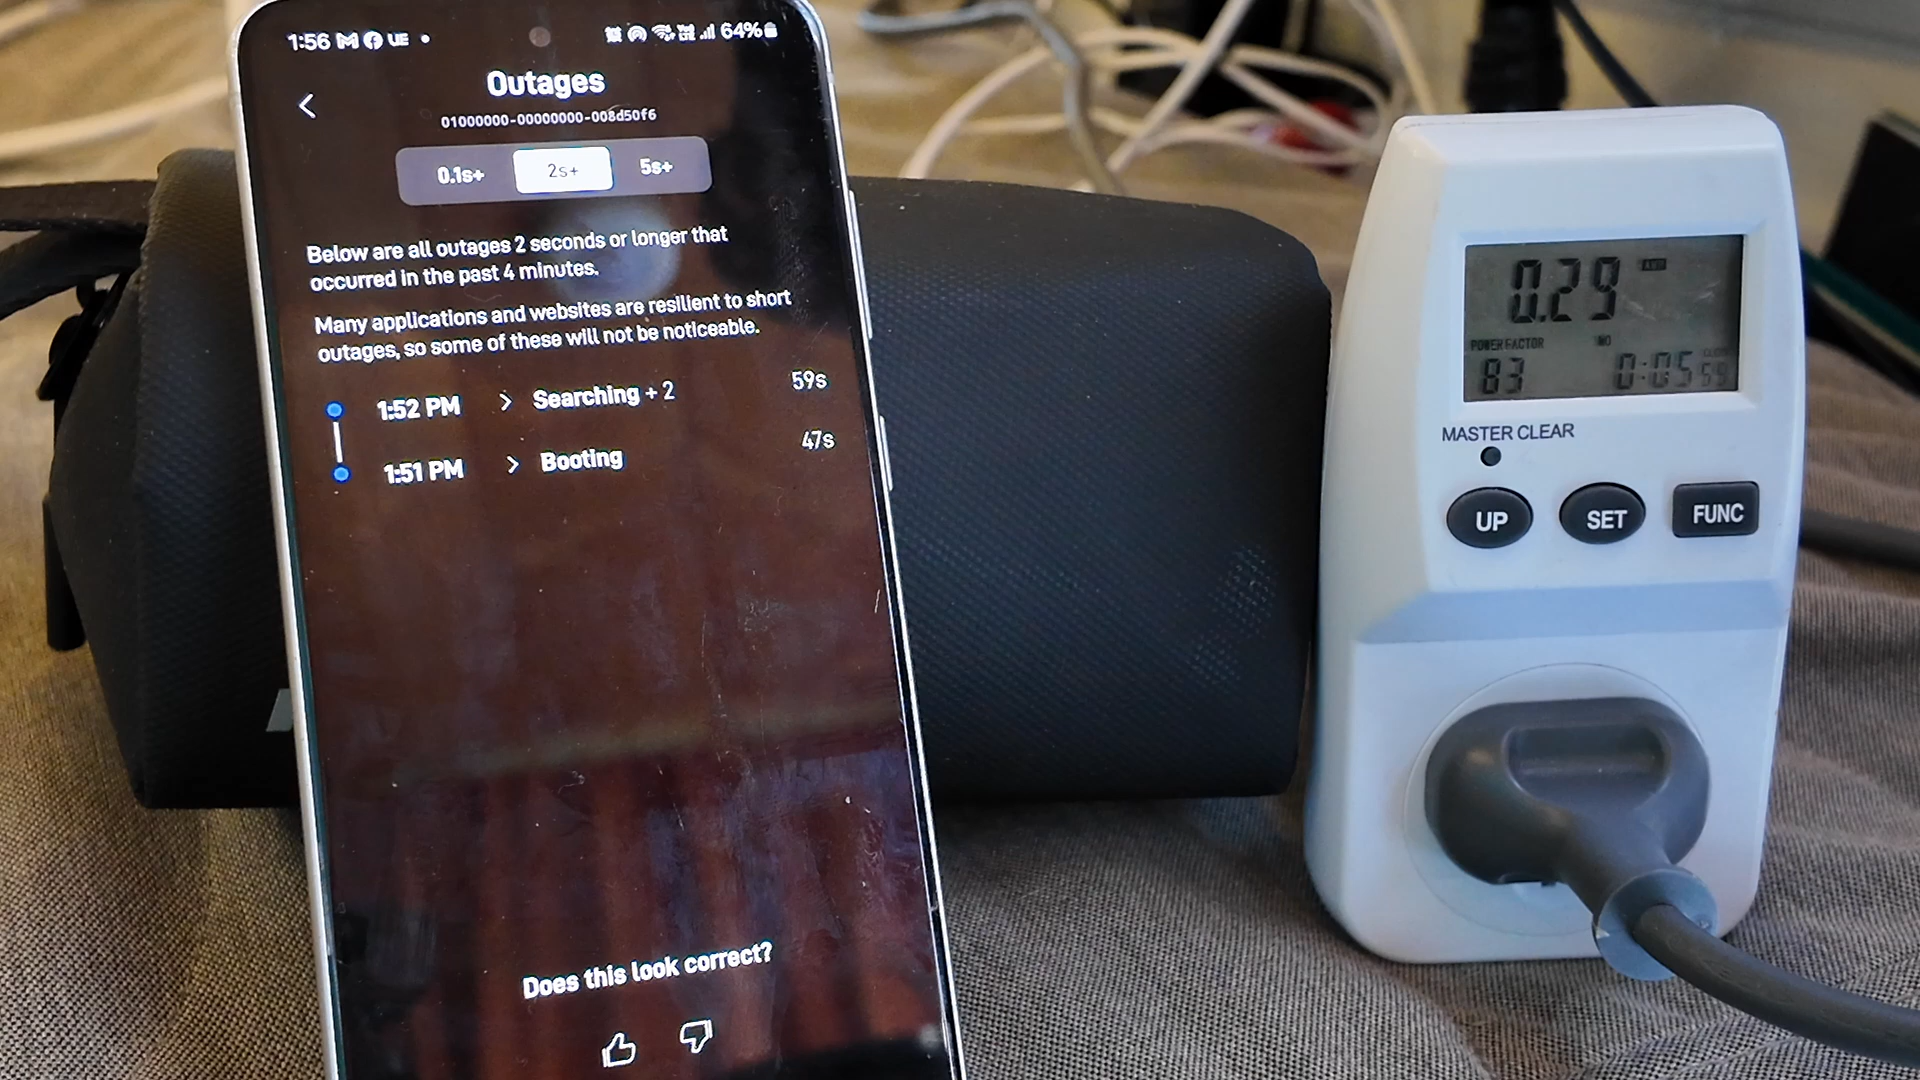 1:56 64%
Outages
01000000-00000000-008d50f6
0.1s+ 2s+ 5s+
Below are all outages 2 seconds or longer that
occurred in the past 4 minutes.
Many applications and websites are resilient to short
outages, so some of these will not be noticeable.
1:52 PM > Searching + 2 59s
1:51 PM > Booting 47s
Does this look correct?
0.29
POWER FACTOR NO
83 0:05 59
MASTER CLEAR
UP SET FUNC